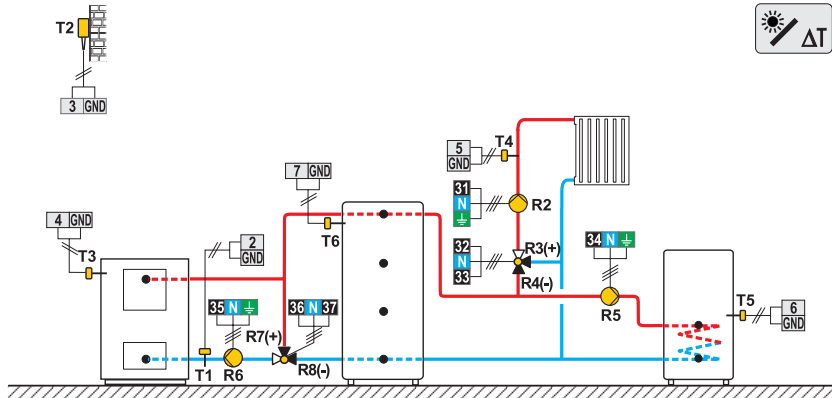 T2
ΔT
3 GND
5
GND
T4
7 GND
31
N
R2
4 GND
T3
T6
2
GND
32
N
33
R3(+)
R4(-)
34 N
T5
6
GND
R5
35 N
36 N 37
R7(+)
T1
R6
R8(-)